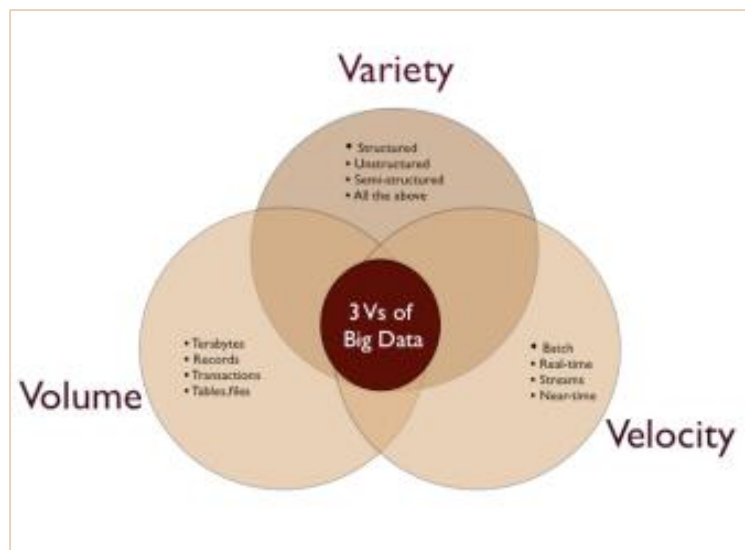 Variety
• Structured
• Unstructured
• Semi-structured
• All the above
3 Vs of
Big Data
• Terabytes
• Records
• Transactions
• Tables,files
Volume
• Batch
• Real-time
• Streams
• Near-time
Velocity